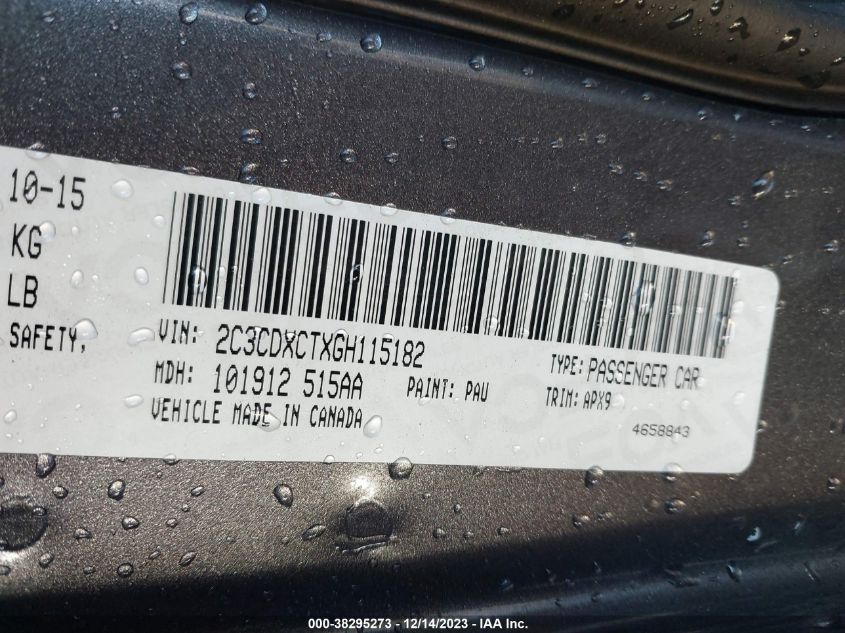 10-15
KG
LB
SAFETY,
VIN: 2C3CDXCTXGH115182
TYPE: PASSENGER CAR
MDH: 101912 515AA
PAINT: PAU
TRIM: APX9
VEHICLE MADE IN CANADA
4658843
000-38295273 - 12/14/2023 - IAA Inc.